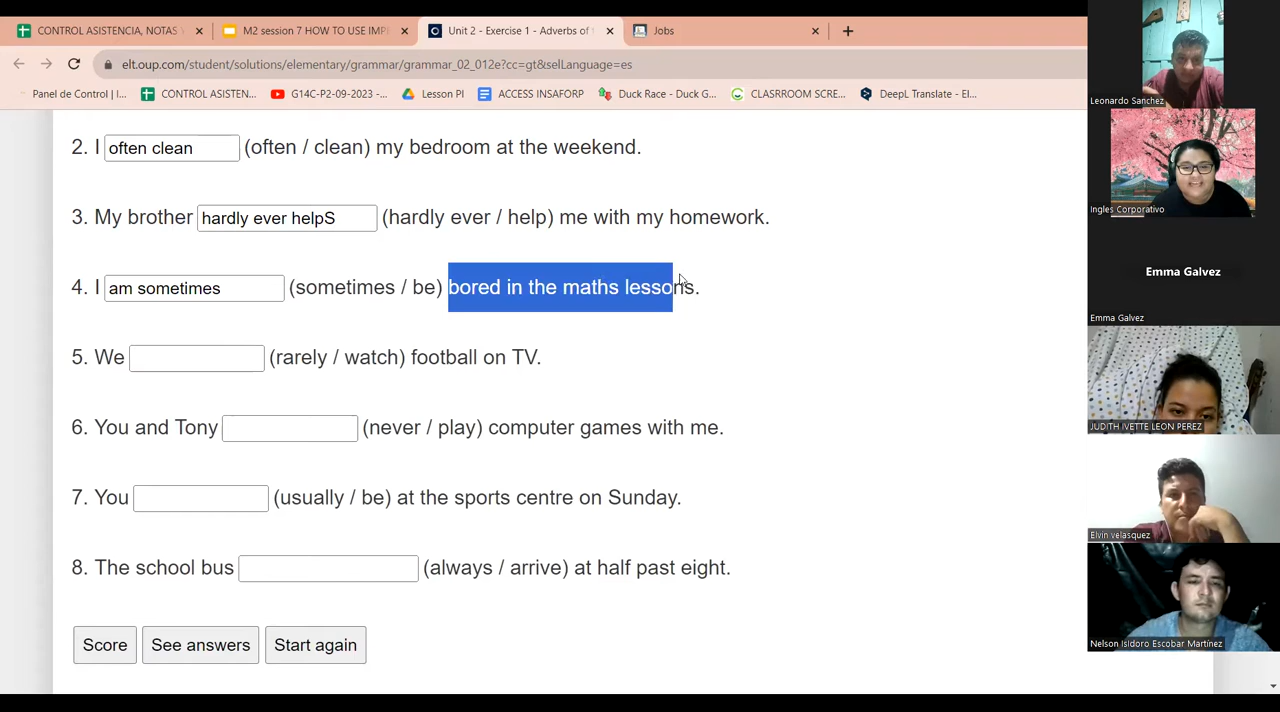 CONTROL ASISTENCIA, NOTAS
M2 session 7 HOW TO USE IMPE
Unit 2 - Exercise 1 - Adverbs of f
Jobs
elt.oup.com/student/solutions/elementary/grammar/grammar_02_012e?cc=gt&selLanguage=es
Panel de Control | I...
CONTROL ASISTEN...
G14C-P2-09-2023 -...
Lesson PI
ACCESS INSAFORP
Duck Race - Duck G...
CLASRROOM SCRE...
DeepL Translate - El...
2. I often clean (often / clean) my bedroom at the weekend.
3. My brother hardly ever helpS (hardly ever / help) me with my homework.
4. I am sometimes (sometimes / be) bored in the maths lessons.
5. We (rarely / watch) football on TV.
6. You and Tony (never / play) computer games with me.
7. You (usually / be) at the sports centre on Sunday.
8. The school bus (always / arrive) at half past eight.
Score
See answers
Start again
Leonardo Sanchez
Ingles Corporativo
Emma Galvez
Emma Galvez
JUDITH IVETTE LEON PEREZ
Elvin velasquez
Nelson Isidoro Escobar Martínez